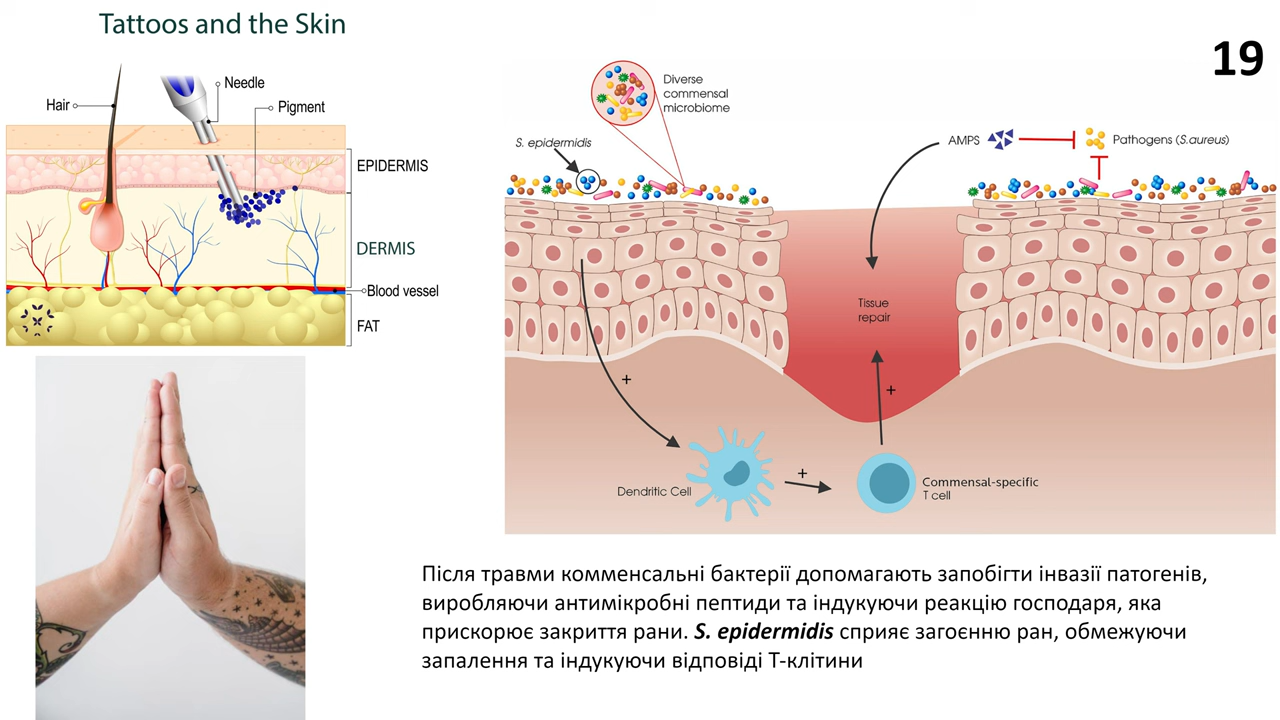 Tattoos and the Skin
19
Needle
Hair
Pigment
EPIDERMIS
DERMIS
Blood vessel
FAT
Diverse
commensal
microbiome
S. epidermidis
AMPS
Pathogens (S.aureus)
Tissue
repair
+
+
+
Dendritic Cell
Commensal-specific
T cell
Після травми комменсальні бактерії допомагають запобігти інвазії патогенів,
виробляючи антимікробні пептиди та індукуючи реакцію господаря, яка
прискорює закриття рани. S. epidermidis сприяє загоєнню ран, обмежуючи
запалення та індукуючи відповіді Т-клітини